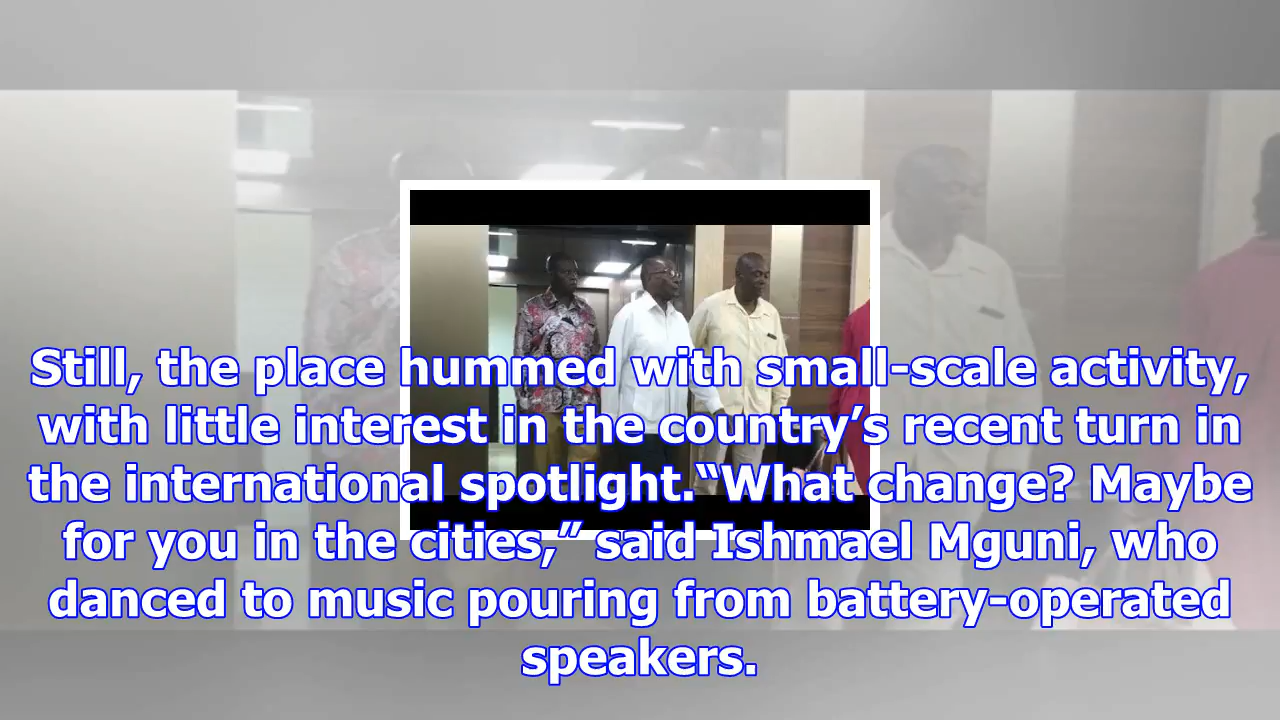 Still, the place hummed with small-scale activity,
with little interest in the country’s recent turn in
the international spotlight.“What change? Maybe
for you in the cities,” said Ishmael Mguni, who
danced to music pouring from battery-operated
speakers.